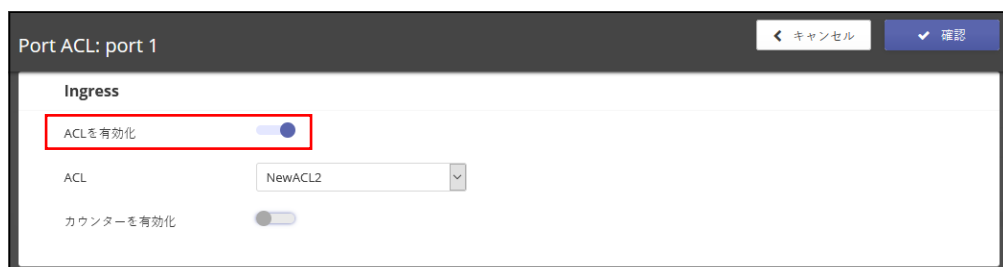 Port ACL: port 1
キャンセル
確認
Ingress
ACLを有効化
ACL
NewACL2
カウンターを有効化